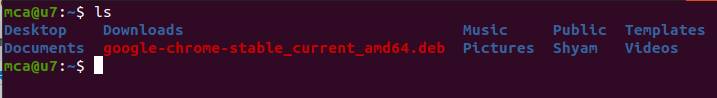 mca@u7:~$ ls
Desktop Downloads Music Public Templates
Documents google-chrome-stable_current_amd64.deb Pictures Shyam Videos
mca@u7:~$